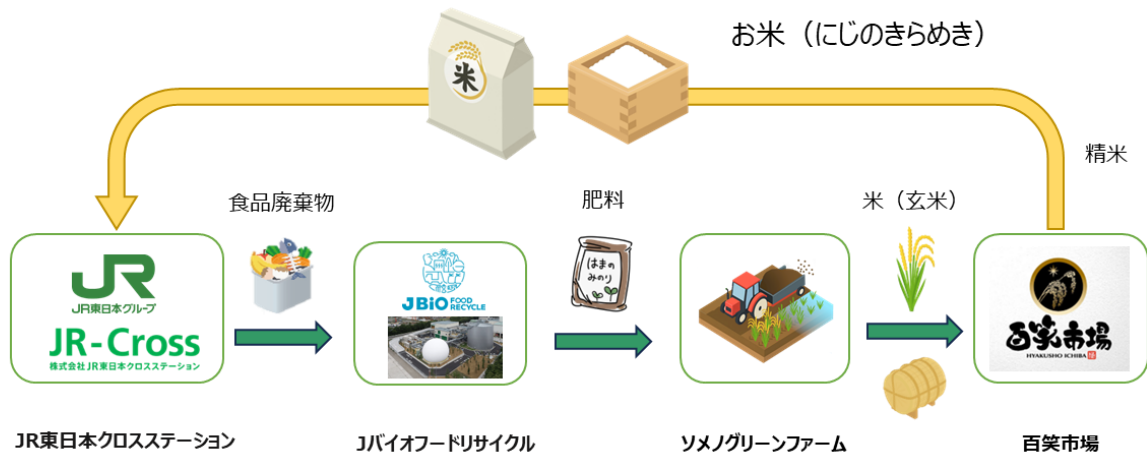 お米（にじのきらめき）
米
精米
食品廃棄物
肥料
米（玄米）
JR
JR東日本グループ
JR-Cross
株式会社JR東日本クロスステーション
J BiO FOOD RECYCLE
はまの
みのり
百笑市場
HYAKUSHO ICHIBA
JR東日本クロスステーション
Jバイオフードリサイクル
ソメノグリーンファーム
百笑市場